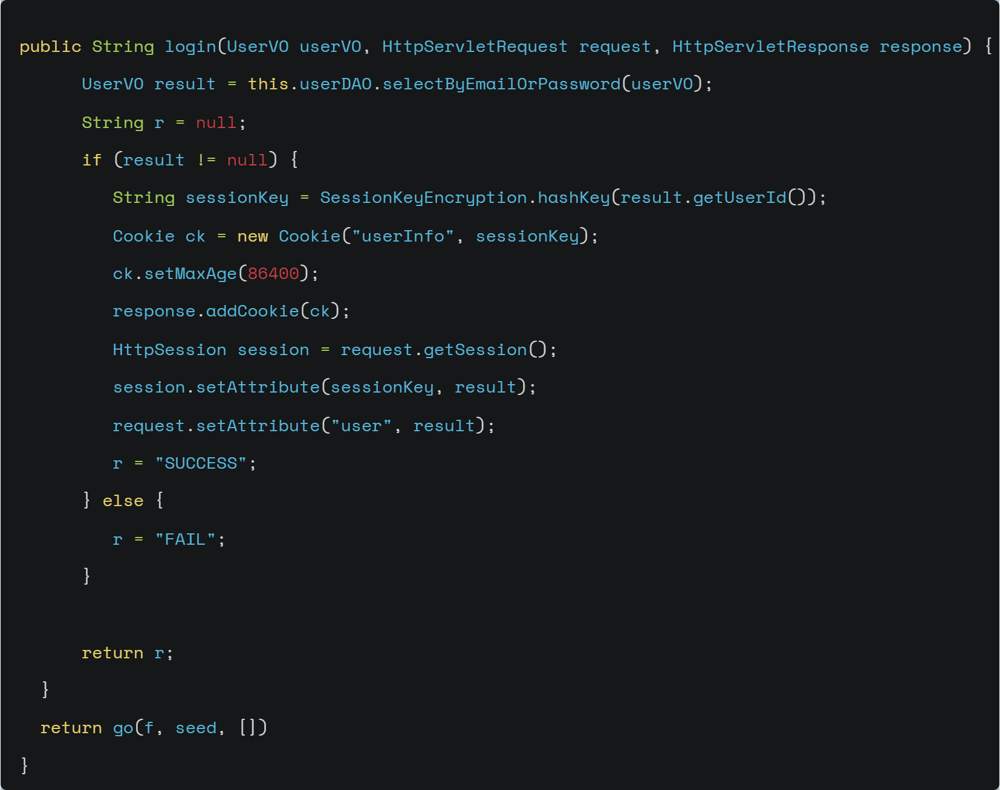 public String login(UserVO userVO, HttpServletRequest request, HttpServletResponse response) {
UserVO result = this.userDAO.selectByEmailOrPassword(userVO);
String r = null;
if (result != null) {
String sessionKey = SessionKeyEncryption.hashKey(result.getUserId());
Cookie ck = new Cookie("userInfo", sessionKey);
ck.setMaxAge(86400);
response.addCookie(ck);
HttpSession session = request.getSession();
session.setAttribute(sessionKey, result);
request.setAttribute("user", result);
r = "SUCCESS";
} else {
r = "FAIL";
}
return r;
}
return go(f, seed, [])
}